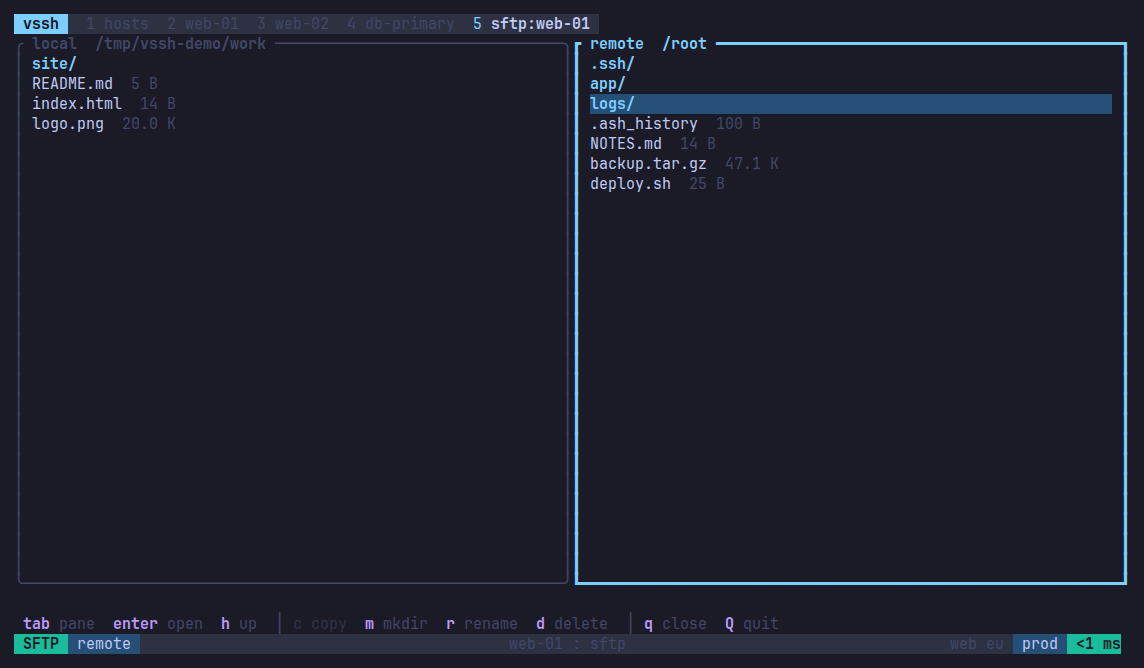 vssh 1 hosts 2 web-01 3 web-02 4 db-primary 5 sftp:web-01
local /tmp/vssh-demo/work
site/
README.md 5 B
index.html 14 B
logo.png 20.0 K
remote /root
.ssh/
app/
logs/
.ash_history 100 B
NOTES.md 14 B
backup.tar.gz 47.1 K
deploy.sh 25 B
tab pane enter open h up │ c copy m mkdir r rename d delete │ q close Q quit
SFTP remote web-01 : sftp web eu prod <1 ms